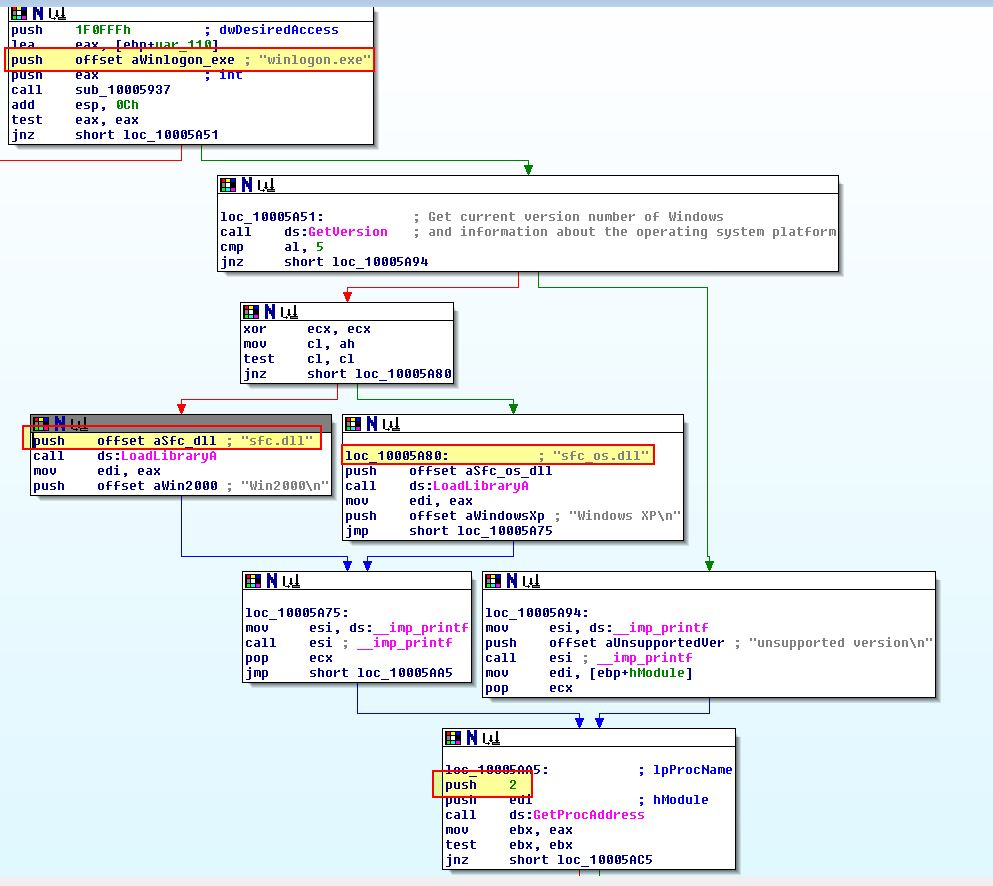 push 1F0FFFh ; dwDesiredAccess
lea eax, [ebp+var_110]
push offset aWinlogon_exe ; "winlogon.exe"
push eax ; int
call sub_10005937
add esp, 0Ch
test eax, eax
jnz short loc_10005A51
loc_10005A51: ; Get current version number of Windows
call ds:GetVersion ; and information about the operating system platform
cmp al, 5
jnz short loc_10005A94
xor ecx, ecx
mov cl, ah
test cl, cl
jnz short loc_10005A80
push offset aSfc_dll ; "sfc.dll"
call ds:LoadLibraryA
mov edi, eax
push offset aWin2000 ; "Win2000\n"
loc_10005A80: ; "sfc_os.dll"
push offset aSfc_os_dll
call ds:LoadLibraryA
mov edi, eax
push offset aWindowsXp ; "Windows XP\n"
jmp short loc_10005A75
loc_10005A75:
mov esi, ds:__imp_printf
call esi ; __imp_printf
pop ecx
jmp short loc_10005AA5
loc_10005A94:
mov esi, ds:__imp_printf
push offset aUnsupportedVer ; "unsupported version\n"
call esi ; __imp_printf
mov edi, [ebp+hModule]
pop ecx
loc_10005AA5: ; lpProcName
push 2
push edi ; hModule
call ds:GetProcAddress
mov ebx, eax
test ebx, ebx
jnz short loc_10005AC5